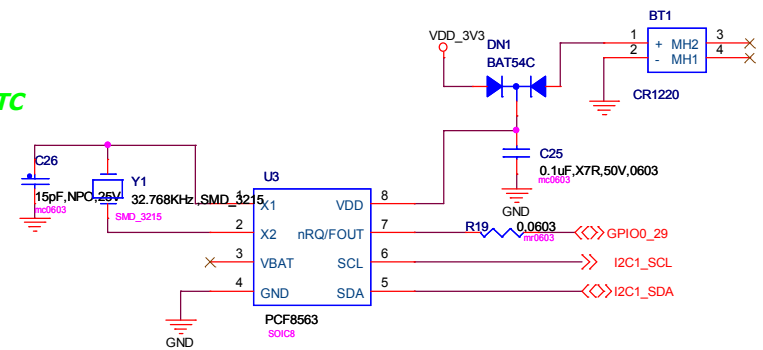 BT1
VDD_3V3
DN1
BAT54C
1
+
MH2
3
2
-
MH1
4
CR1220
TC
C26
15pF,NPO,25V
mc0603
Y1
32.768KHz,SMD_3215
SMD_3215
C25
0.1uF,X7R,50V,0603
mc0603
GND
U3
1
X1
VDD
8
2
X2
nRQ/FOUT
7
R19
0,0603
mr0603
GPIO0_29
3
VBAT
SCL
6
I2C1_SCL
4
GND
SDA
5
I2C1_SDA
PCF8563
SOIC8
GND